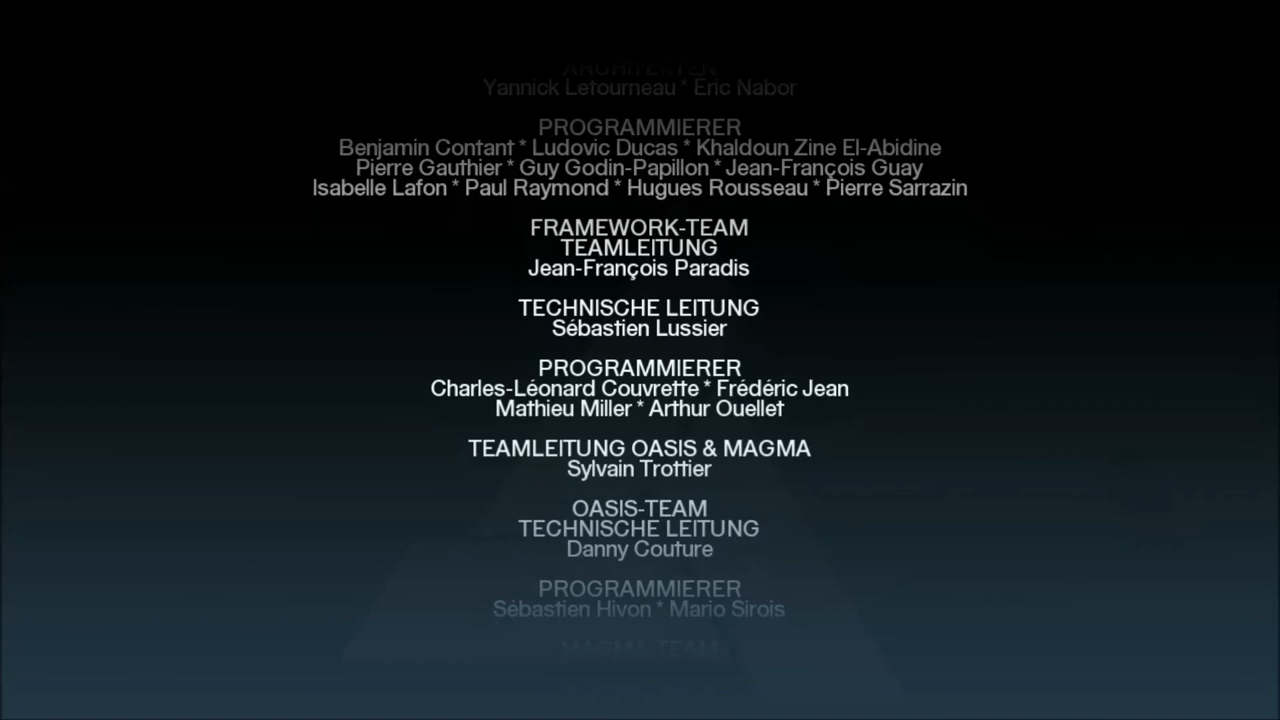 ARCHITEKTEN
Yannick Letourneau * Eric Nabor
PROGRAMMIERER
Benjamin Contant * Ludovic Ducas * Khaldoun Zine El-Abidine
Pierre Gauthier * Guy Godin-Papillon * Jean-François Guay
Isabelle Lafon * Paul Raymond * Hugues Rousseau * Pierre Sarrazin
FRAMEWORK-TEAM
TEAMLEITUNG
Jean-François Paradis
TECHNISCHE LEITUNG
Sébastien Lussier
PROGRAMMIERER
Charles-Léonard Couvrette * Frédéric Jean
Mathieu Miller * Arthur Ouellet
TEAMLEITUNG OASIS & MAGMA
Sylvain Trottier
OASIS-TEAM
TECHNISCHE LEITUNG
Danny Couture
PROGRAMMIERER
Sébastien Hivon * Mario Sirois
MAGMA-TEAM